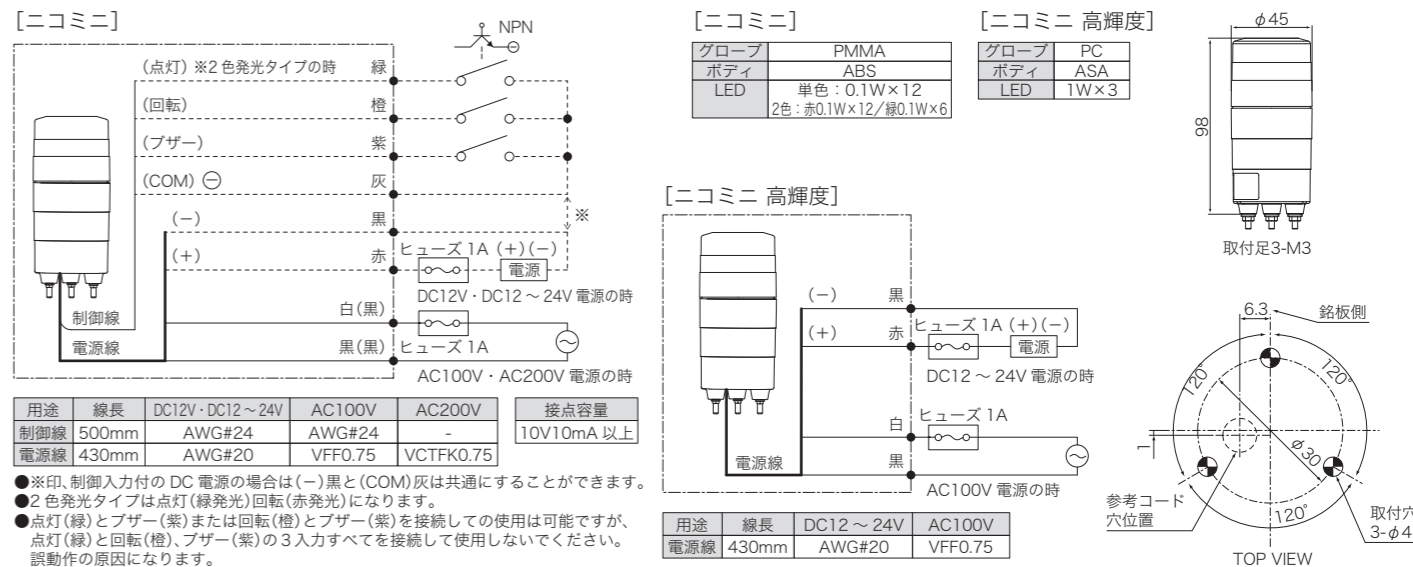 ［ニコミニ］
NPN
（点灯）※2色発光タイプの時
緑
（回転）
橙
（ブザー）
紫
（COM）⊖
灰
（－）
黒
※
（＋）
赤
ヒューズ 1A
（＋）（－）
電源
DC12V・DC12～24V 電源の時
制御線
白（黒）
電源線
黒（黒）
ヒューズ 1A
AC100V・AC200V 電源の時
用途 線長 DC12V・DC12～24V AC100V AC200V
制御線 500mm AWG#24 AWG#24 -
電源線 430mm AWG#20 VFF0.75 VCTFK0.75
接点容量
10V10mA 以上
●※印、制御入力付の DC 電源の場合は（－）黒と（COM）灰は共通にすることができます。
●2色発光タイプは点灯（緑発光）回転（赤発光）になります。
●点灯（緑）とブザー（紫）または回転（橙）とブザー（紫）を接続しての使用は可能ですが、
点灯（緑）と回転（橙）、ブザー（紫）の3入力すべてを接続して使用しないでください。
誤動作の原因になります。
［ニコミニ］
グローブ PMMA
ボディ ABS
LED 単色：0.1W×12
2色：赤0.1W×12／緑0.1W×6
［ニコミニ 高輝度］
グローブ PC
ボディ ASA
LED 1W×3
［ニコミニ 高輝度］
（－）
黒
（＋）
赤
ヒューズ 1A
（＋）（－）
電源
DC12～24V 電源の時
白
ヒューズ 1A
電源線
黒
AC100V 電源の時
用途 線長 DC12～24V AC100V
電源線 430mm AWG#20 VFF0.75
φ45
98
取付足3-M3
6.3
銘板側
120°
120°
1
φ30
参考コード
穴位置
120°
取付穴
3-φ4
TOP VIEW